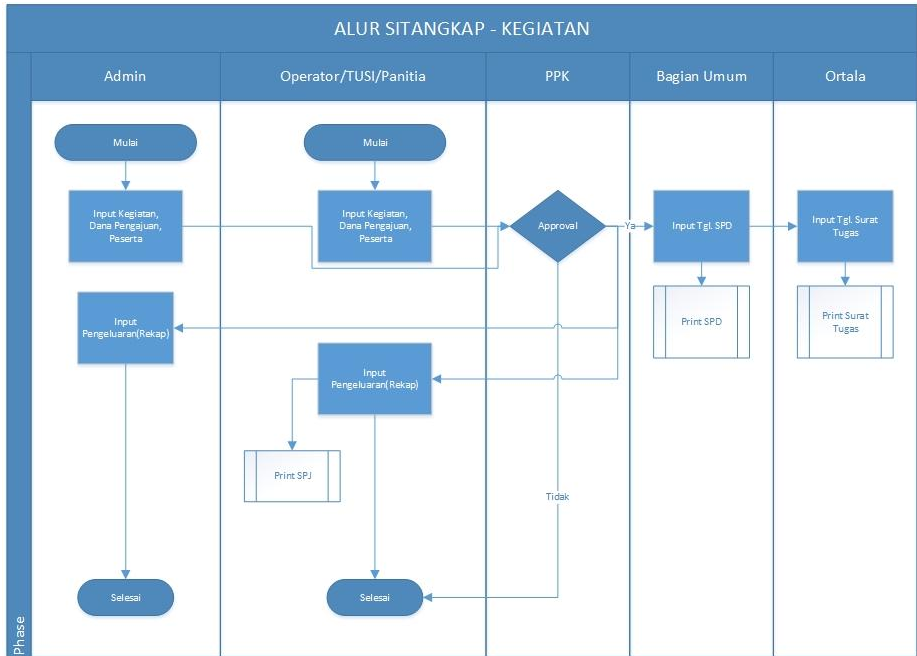 ALUR SITANGKAP - KEGIATAN
Admin
Operator/TUSI/Panitia
PPK
Bagian Umum
Ortala
Mulai
Mulai
Input Kegiatan,
Dana Pengajuan,
Peserta
Input Kegiatan,
Dana Pengajuan,
Peserta
Approval
Ya
Input Tgl. SPD
Input Tgl. Surat
Tugas
Input
Pengeluaran(Rekap)
Print SPD
Print Surat
Tugas
Input
Pengeluaran(Rekap)
Print SPJ
Tidak
Selesai
Selesai
Phase